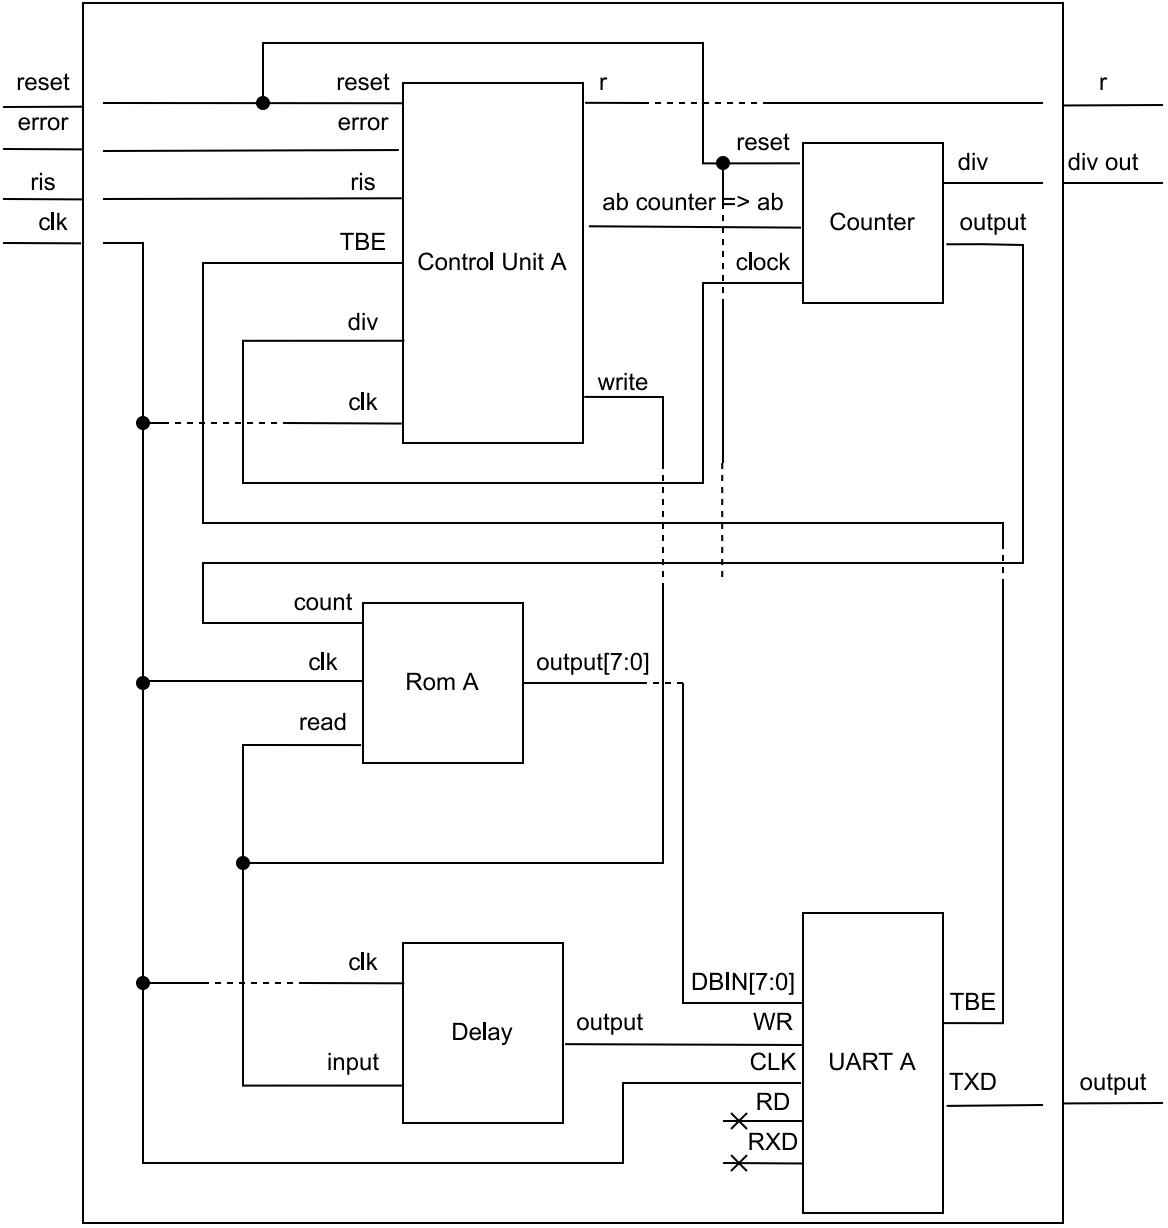 reset
reset
r
r
error
error
reset
div
div out
ris
ris
ab counter => ab
Counter
output
clk
TBE
Control Unit A
clock
div
write
clk
count
clk
Rom A
output[7:0]
read
clk
DBIN[7:0]
TBE
Delay
output
WR
input
CLK
UART A
TXD
output
RD
RXD